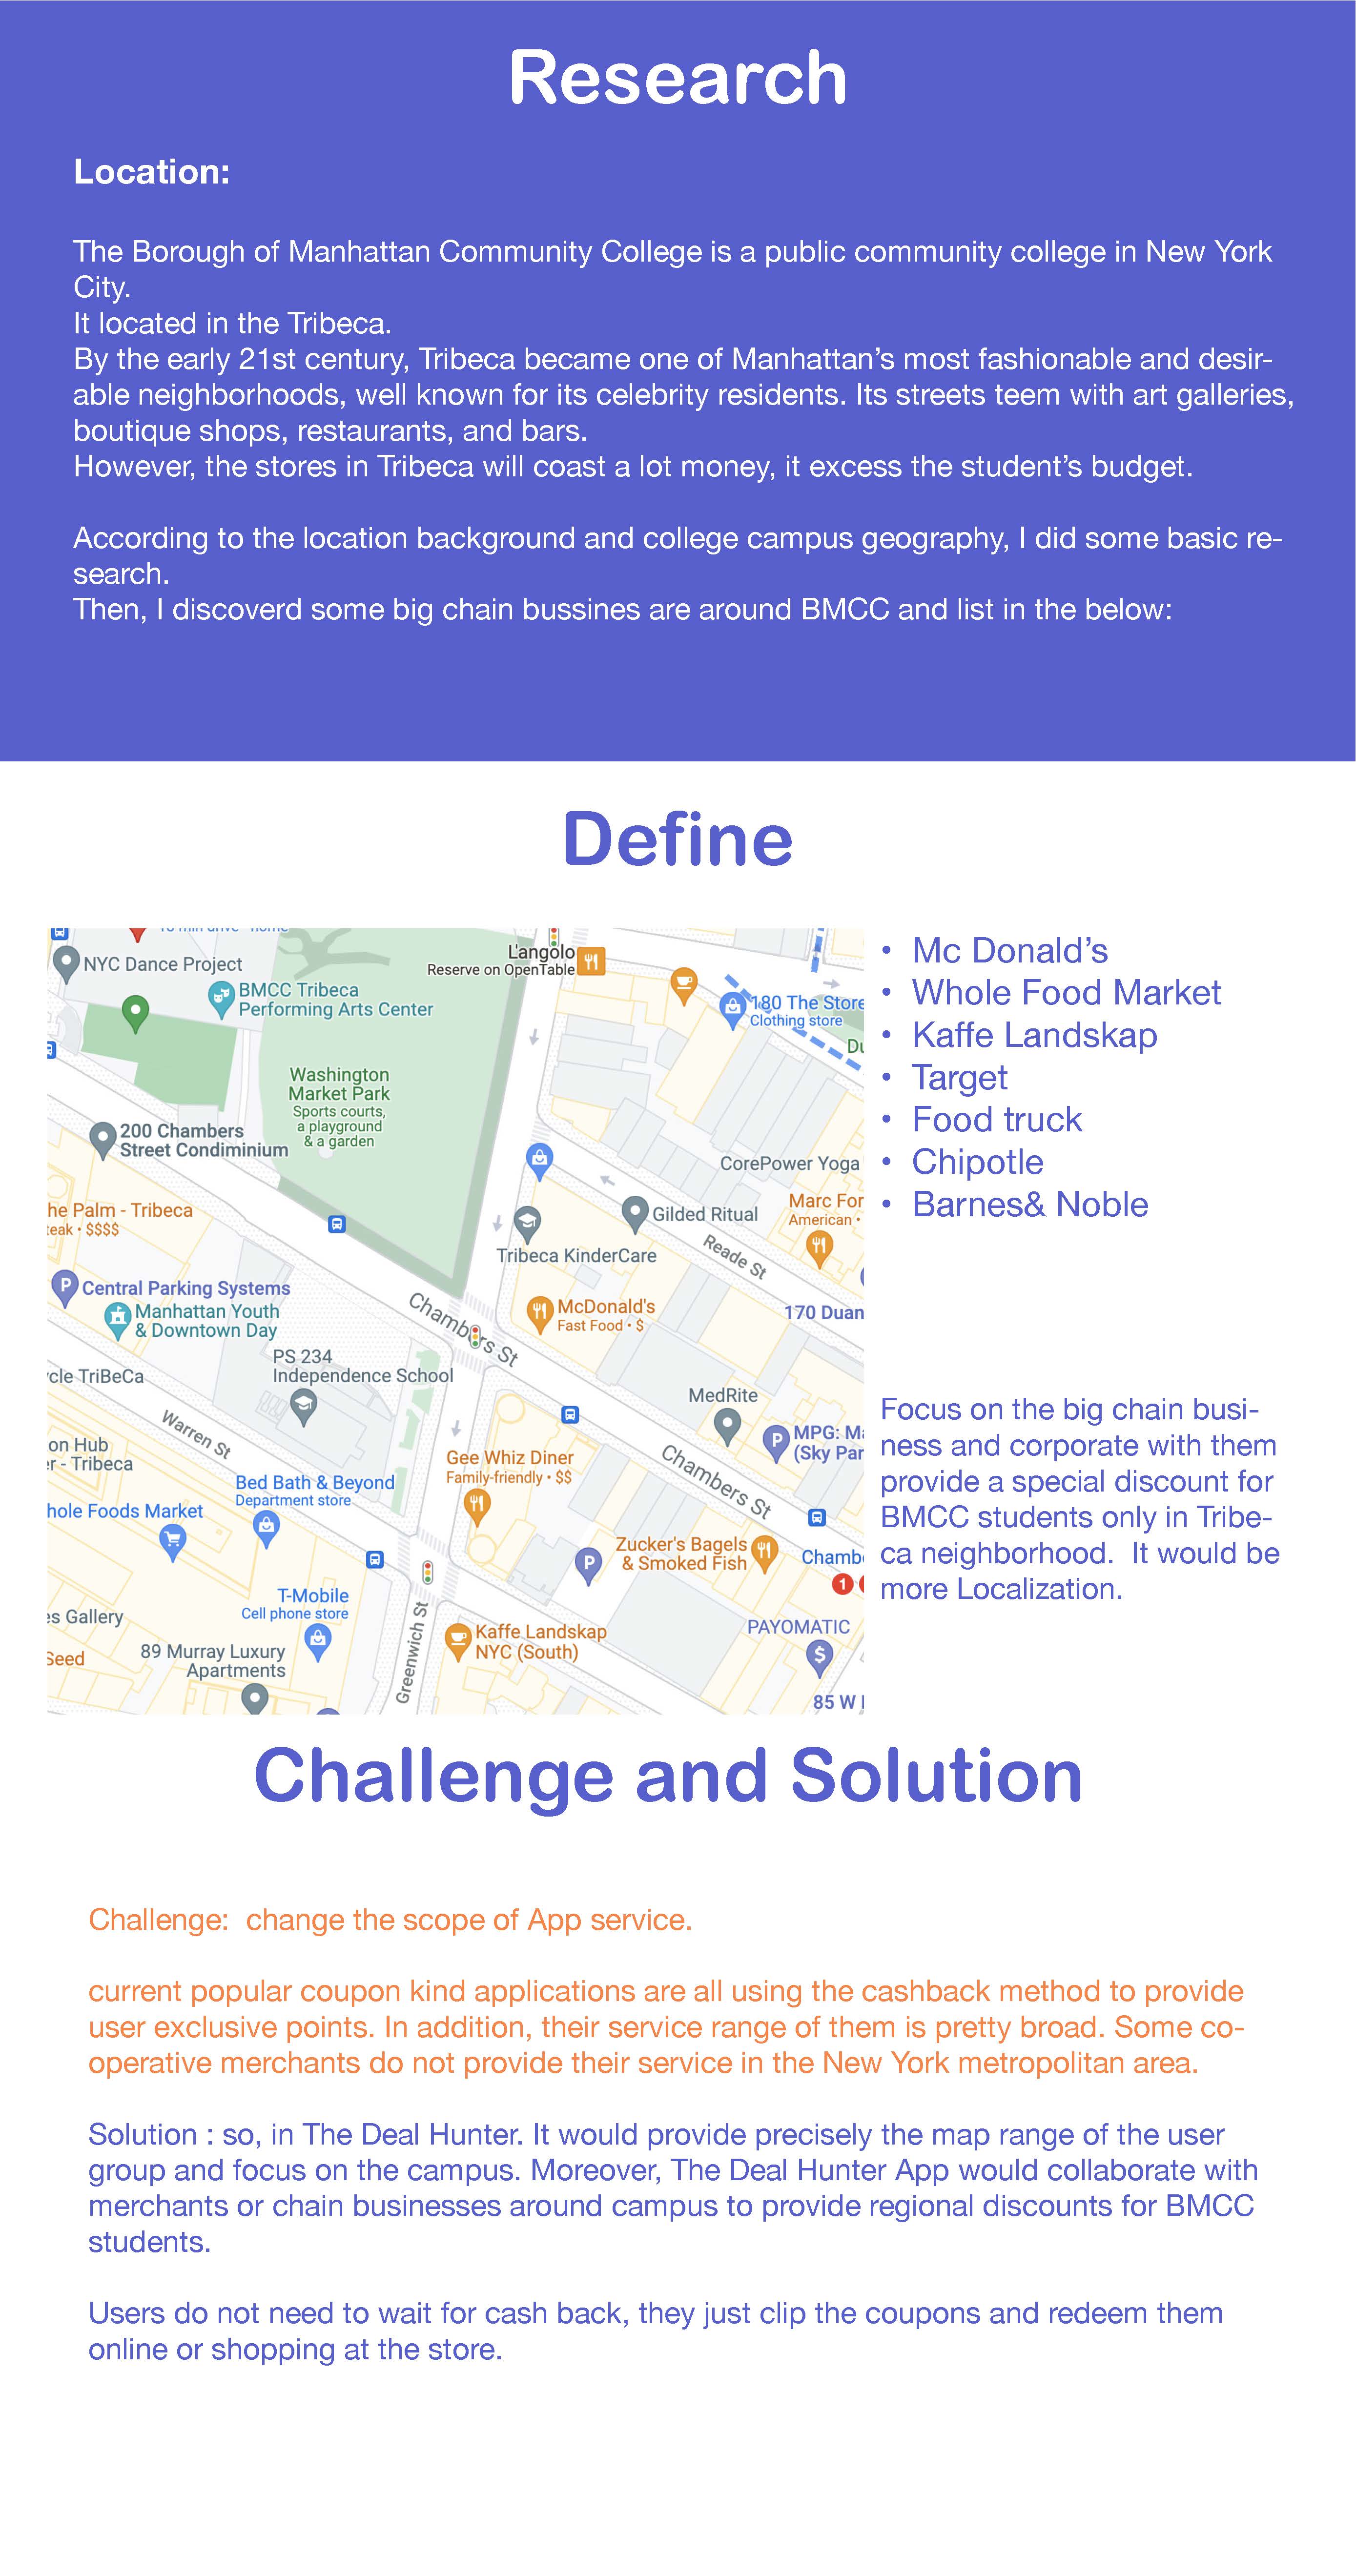 Research
Location:
The Borough of Manhattan Community College is a public community college in New York
City.
It located in the Tribeca.
By the early 21st century, Tribeca became one of Manhattan’s most fashionable and desir-
able neighborhoods, well known for its celebrity residents. Its streets teem with art galleries,
boutique shops, restaurants, and bars.
However, the stores in Tribeca will coast a lot money, it excess the student’s budget.
According to the location background and college campus geography, I did some basic re-
search.
Then, I discoverd some big chain bussines are around BMCC and list in the below:
Define
L'angolo
Reserve on OpenTable
NYC Dance Project
BMCC Tribeca
Performing Arts Center
180 The Store
Clothing store
Du
Washington
Market Park
Sports courts,
a playground
& a garden
200 Chambers
Street Condiminium
CorePower Yoga
he Palm - Tribeca
eak • $$$$
Marc For
American •
Gilded Ritual
Tribeca KinderCare
Reade St
Central Parking Systems
Manhattan Youth
& Downtown Day
Chambers St
McDonald's
Fast Food • $
170 Duan
PS 234
Independence School
cle TriBeCa
MedRite
Warren St
MPG: Ma
(Sky Par
on Hub
r - Tribeca
Gee Whiz Diner
Family-friendly • $$
Chambers St
Bed Bath & Beyond
Department store
hole Foods Market
Zucker's Bagels
& Smoked Fish
Chamb
1
T-Mobile
Cell phone store
es Gallery
Greenwich St
Kaffe Landskap
NYC (South)
PAYOMATIC
Seed
89 Murray Luxury
Apartments
85 W
• Mc Donald’s
• Whole Food Market
• Kaffe Landskap
• Target
• Food truck
• Chipotle
• Barnes& Noble
Focus on the big chain busi-
ness and corporate with them
provide a special discount for
BMCC students only in Tribe-
ca neighborhood.  It would be
more Localization.
Challenge and Solution
Challenge:  change the scope of App service.
current popular coupon kind applications are all using the cashback method to provide
user exclusive points. In addition, their service range of them is pretty broad. Some co-
operative merchants do not provide their service in the New York metropolitan area.
Solution : so, in The Deal Hunter. It would provide precisely the map range of the user
group and focus on the campus. Moreover, The Deal Hunter App would collaborate with
merchants or chain businesses around campus to provide regional discounts for BMCC
students.
Users do not need to wait for cash back, they just clip the coupons and redeem them
online or shopping at the store.